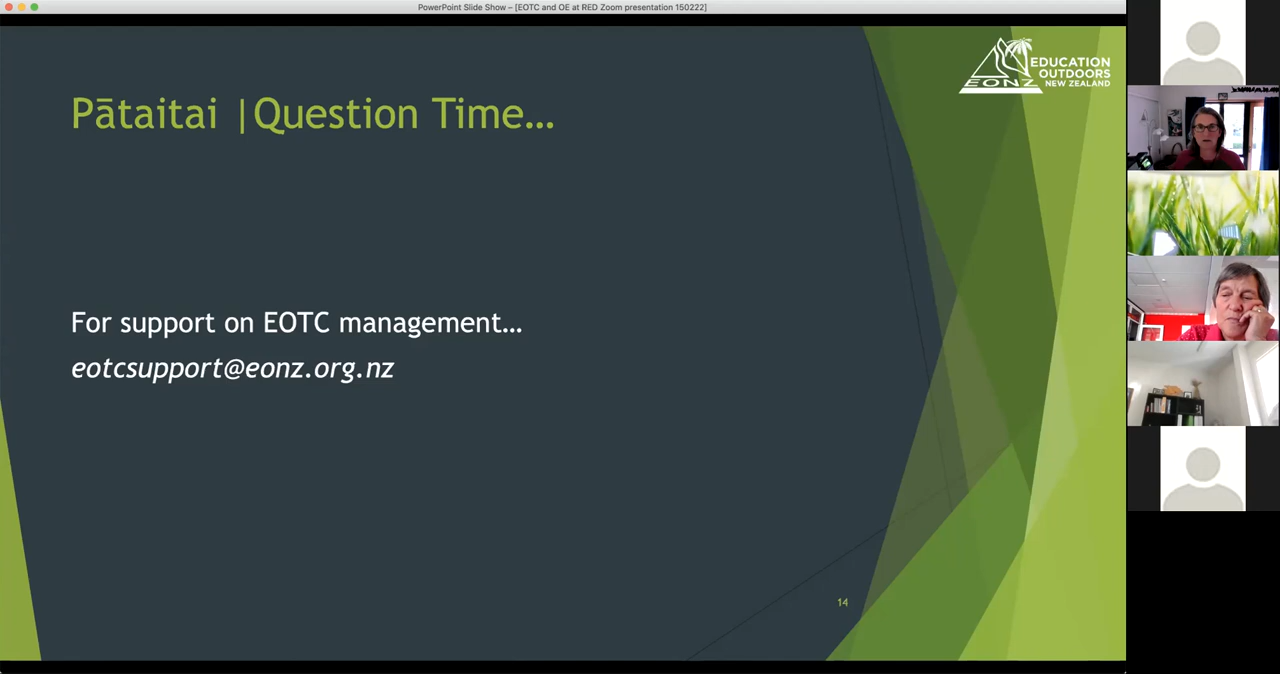 PowerPoint Slide Show – [EOTC and OE at RED Zoom presentation 150222]
EONZ
EDUCATION
OUTDOORS
NEW ZEALAND
Pātaitai |Question Time…
For support on EOTC management…
eotcsupport@eonz.org.nz
14